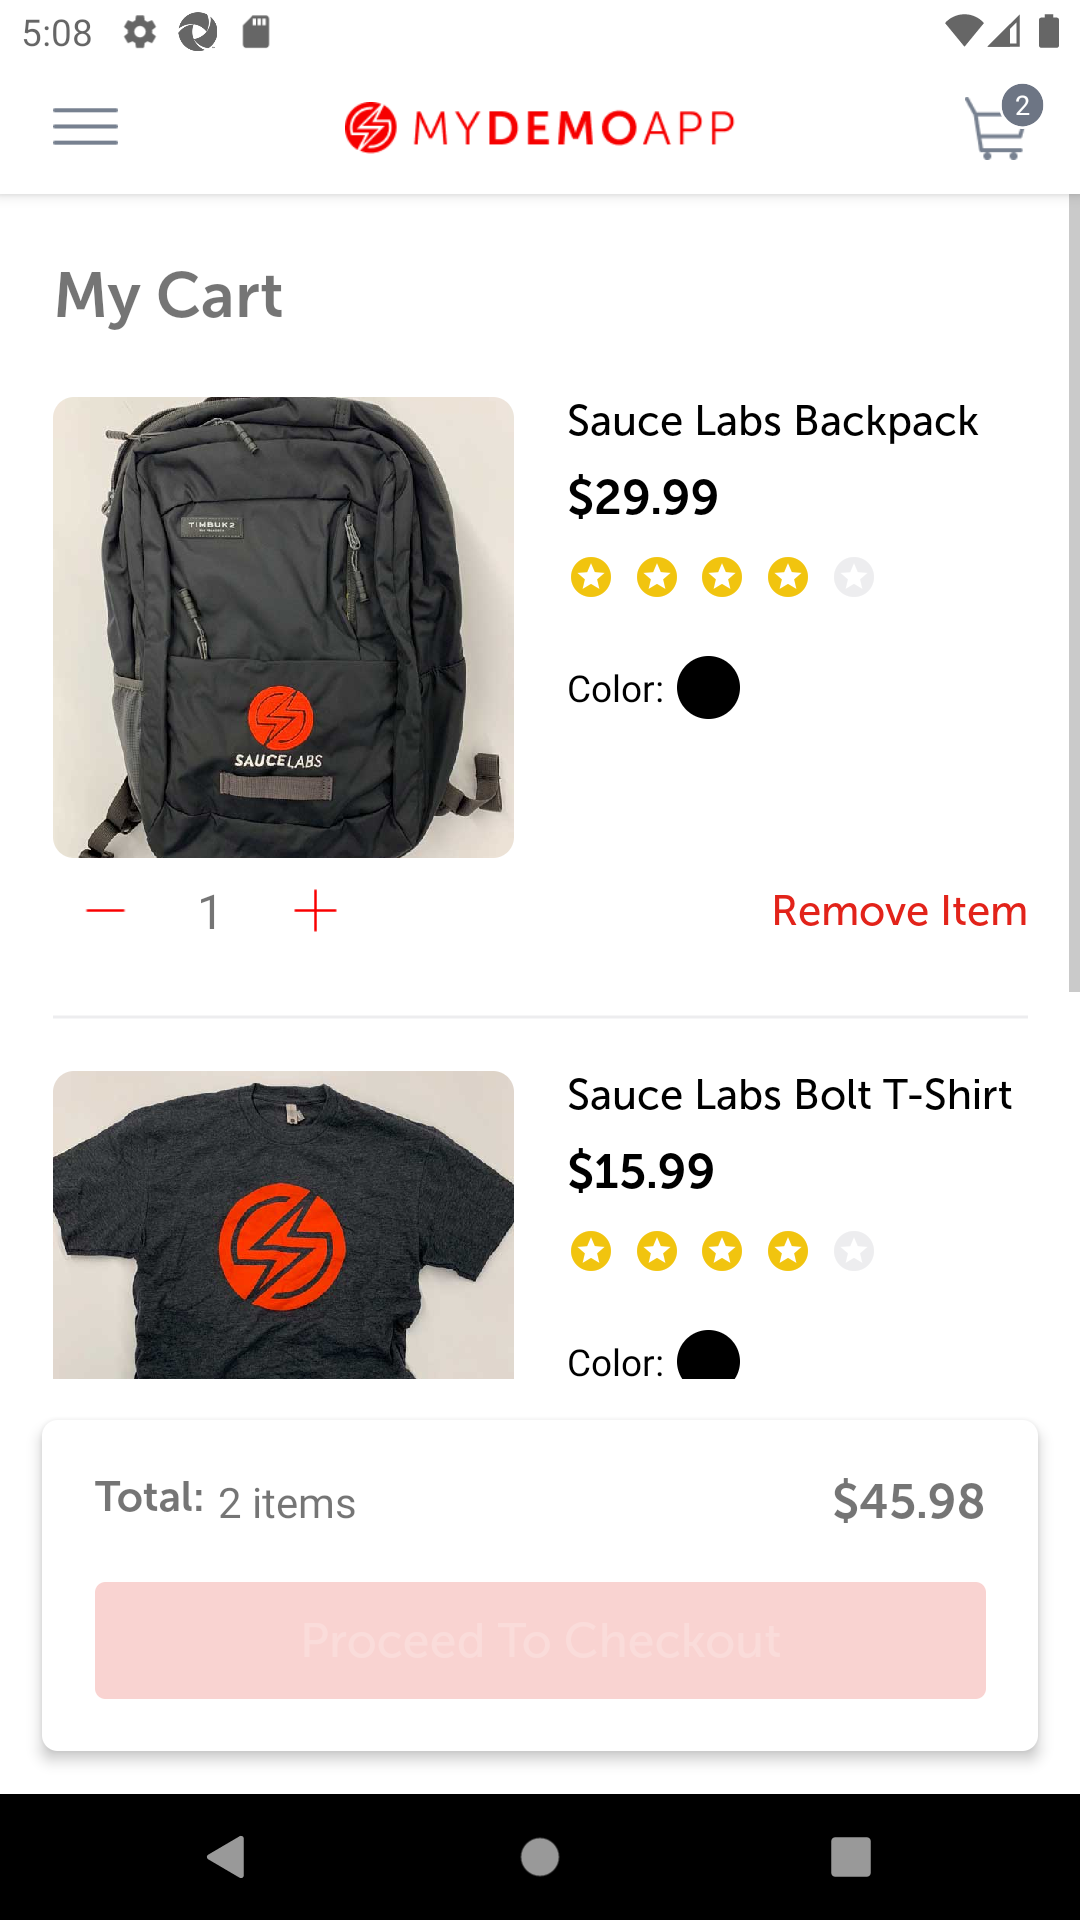 5:08
MYDEMOAPP
2
My Cart
TIMBUK2
SAUCELABS
Sauce Labs Backpack
$29.99
Color:
1
Remove Item
Sauce Labs Bolt T-Shirt
$15.99
Color:
Total: 2 items
$45.98
Proceed To Checkout